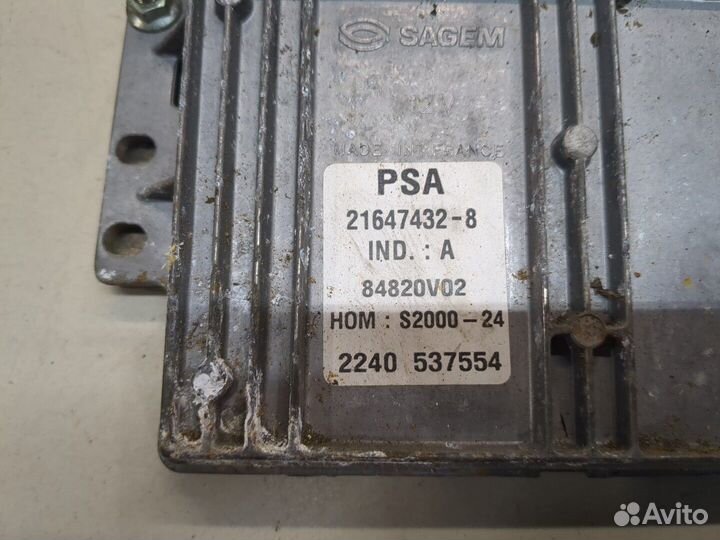 SAGEM
MADE IN FRANCE
PSA
21647432-8
IND. : A
84820V02
HOM : S2000-24
2240 537554
Avito